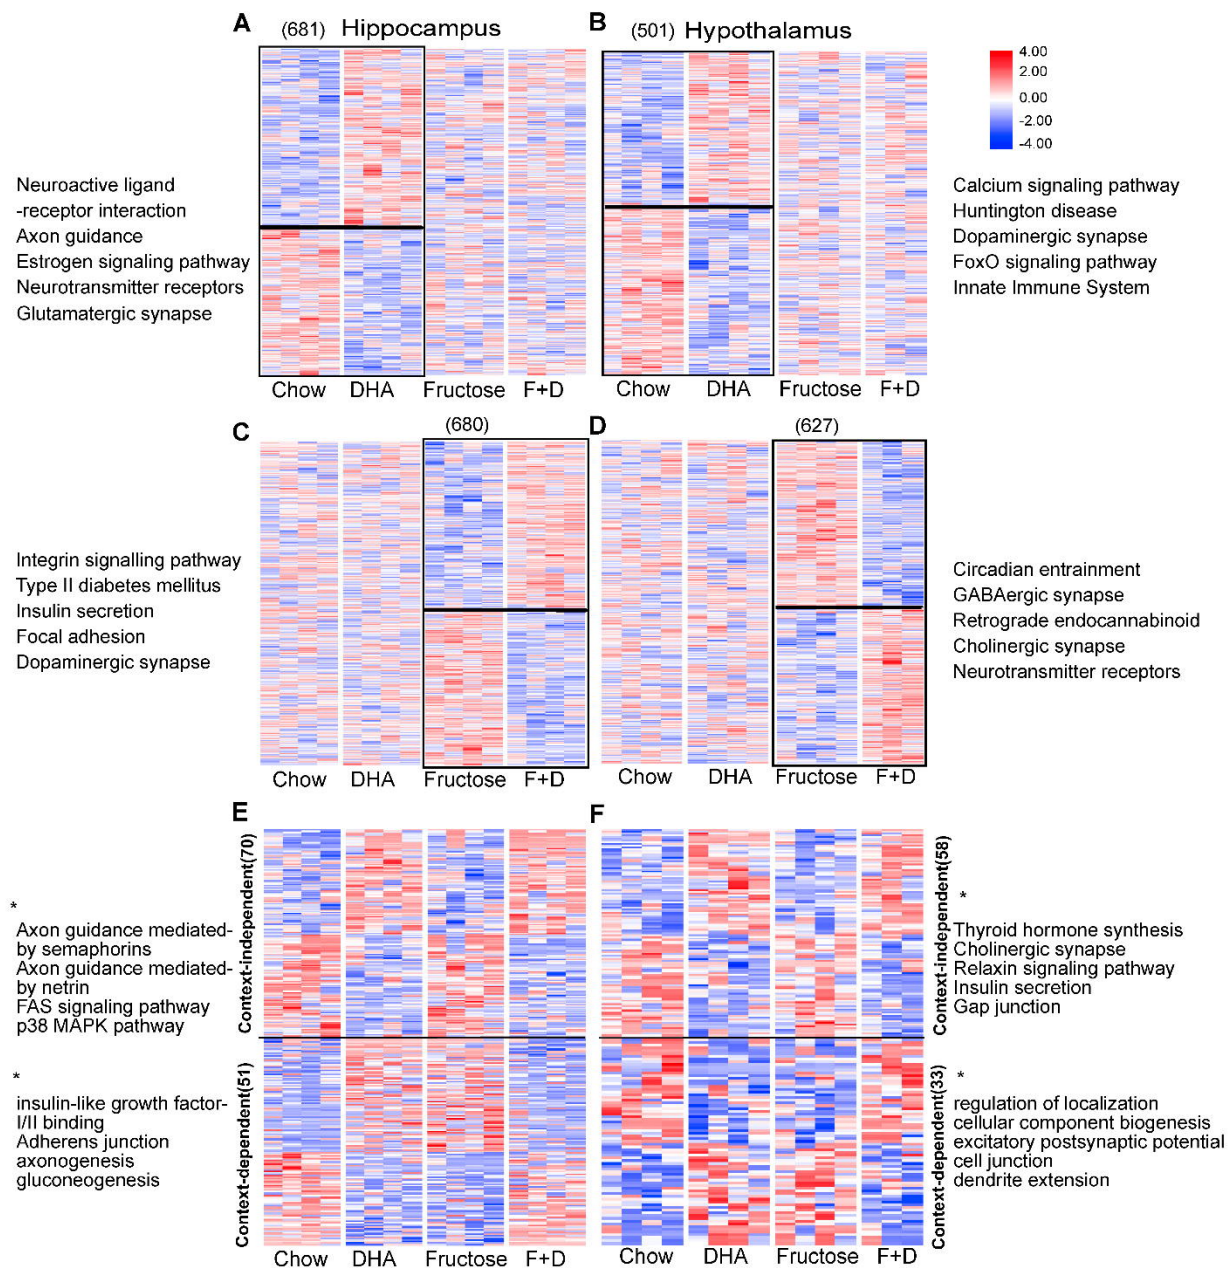 A (681) Hippocampus
B (501) Hypothalamus
4.00
2.00
0.00
-2.00
-4.00
Neuroactive ligand
-receptor interaction
Axon guidance
Estrogen signaling pathway
Neurotransmitter receptors
Glutamatergic synapse
Calcium signaling pathway
Huntington disease
Dopaminergic synapse
FoxO signaling pathway
Innate Immune System
Chow DHA Fructose F+D
Chow DHA Fructose F+D
C (680)
D (627)
Integrin signalling pathway
Type II diabetes mellitus
Insulin secretion
Focal adhesion
Dopaminergic synapse
Circadian entrainment
GABAergic synapse
Retrograde endocannabinoid
Cholinergic synapse
Neurotransmitter receptors
Chow DHA Fructose F+D
Chow DHA Fructose F+D
E
F
Context-independent(70)
*
Axon guidance mediated-
by semaphorins
Axon guidance mediated-
by netrin
FAS signaling pathway
p38 MAPK pathway
Context-independent(58)
*
Thyroid hormone synthesis
Cholinergic synapse
Relaxin signaling pathway
Insulin secretion
Gap junction
Context-dependent(51)
*
insulin-like growth factor-
I/II binding
Adherens junction
axonogenesis
gluconeogenesis
Context-dependent(33)
*
regulation of localization
cellular component biogenesis
excitatory postsynaptic potential
cell junction
dendrite extension
Chow DHA Fructose F+D
Chow DHA Fructose F+D